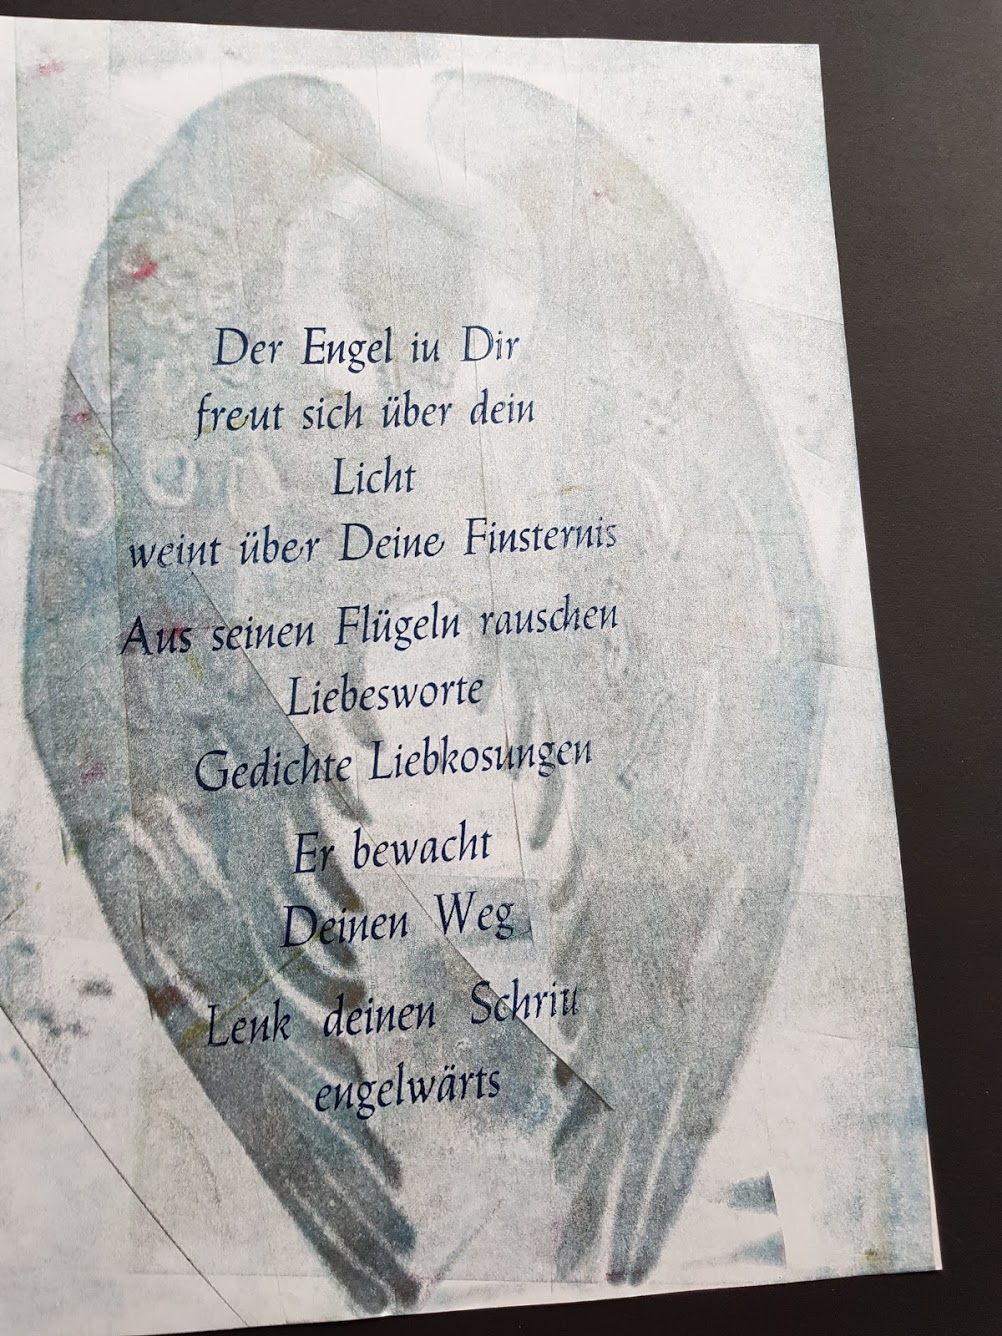 Der Engel in Dir
freut sich über dein
Licht
weint über Deine Finsternis
Aus seinen Flügeln rauschen
Liebesworte
Gedichte Liebkosungen
Er bewacht
Deinen Weg
Lenk deinen Schritt
engelwärts